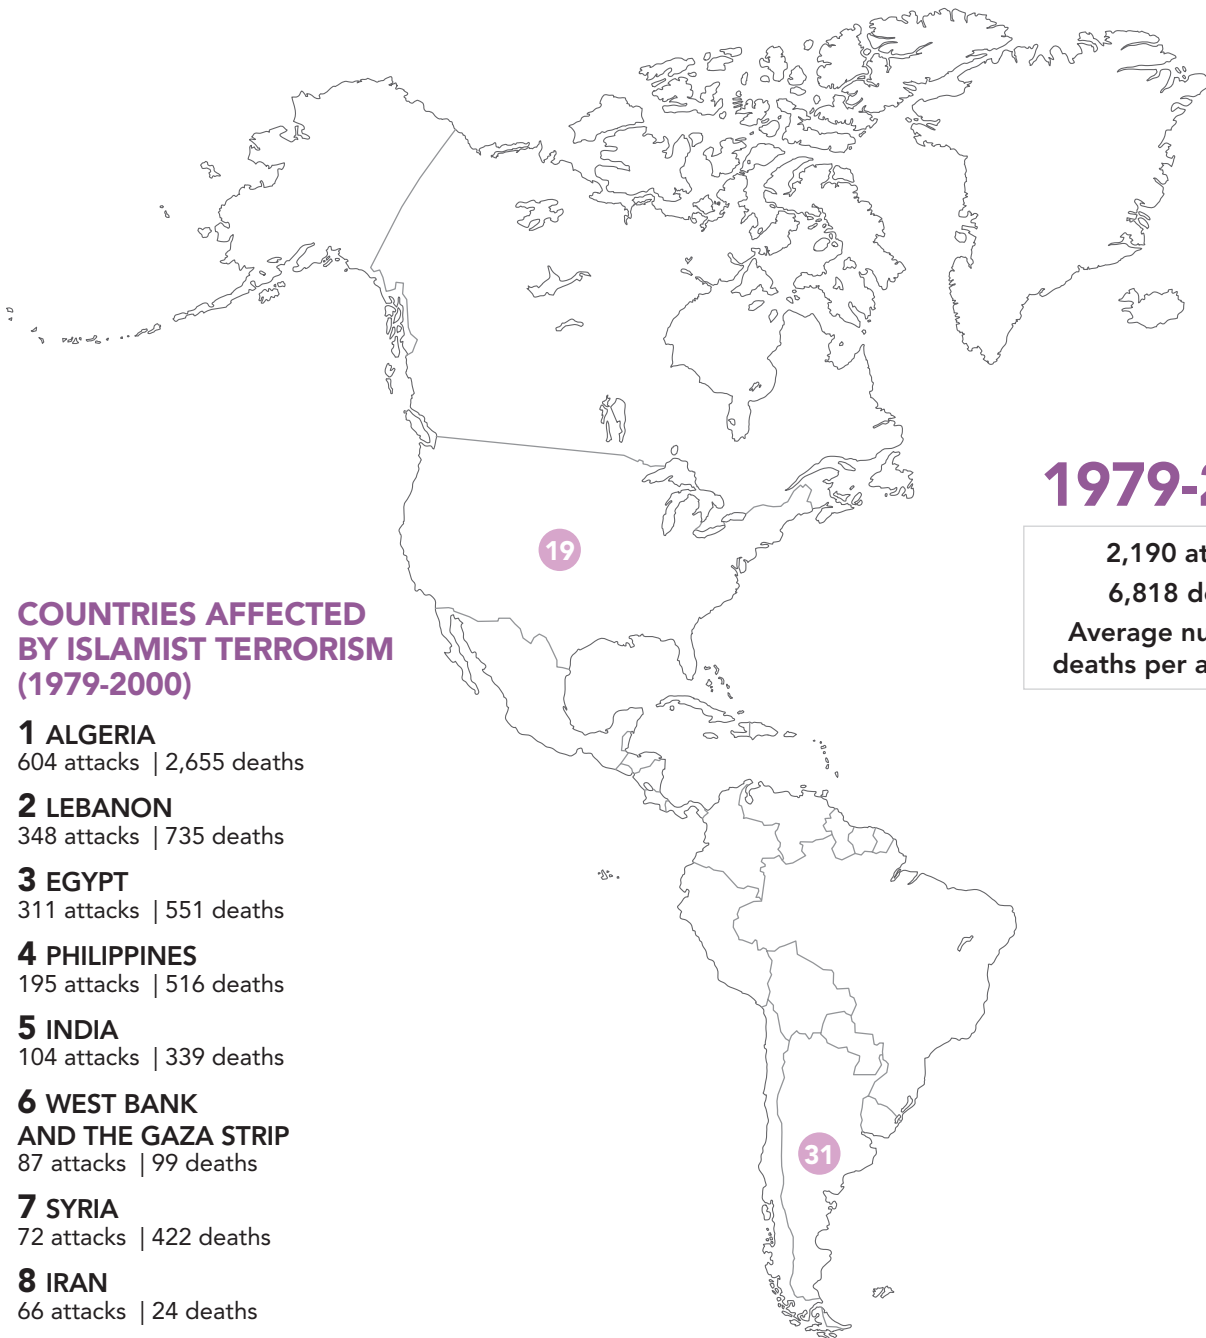 19
1979-2
2,190 at
6,818 d
Average nu
deaths per a
COUNTRIES AFFECTED
BY ISLAMIST TERRORISM
(1979-2000)
1 ALGERIA
604 attacks | 2,655 deaths
2 LEBANON
348 attacks | 735 deaths
3 EGYPT
311 attacks | 551 deaths
4 PHILIPPINES
195 attacks | 516 deaths
5 INDIA
104 attacks | 339 deaths
6 WEST BANK
AND THE GAZA STRIP
87 attacks | 99 deaths
7 SYRIA
72 attacks | 422 deaths
8 IRAN
66 attacks | 24 deaths
31